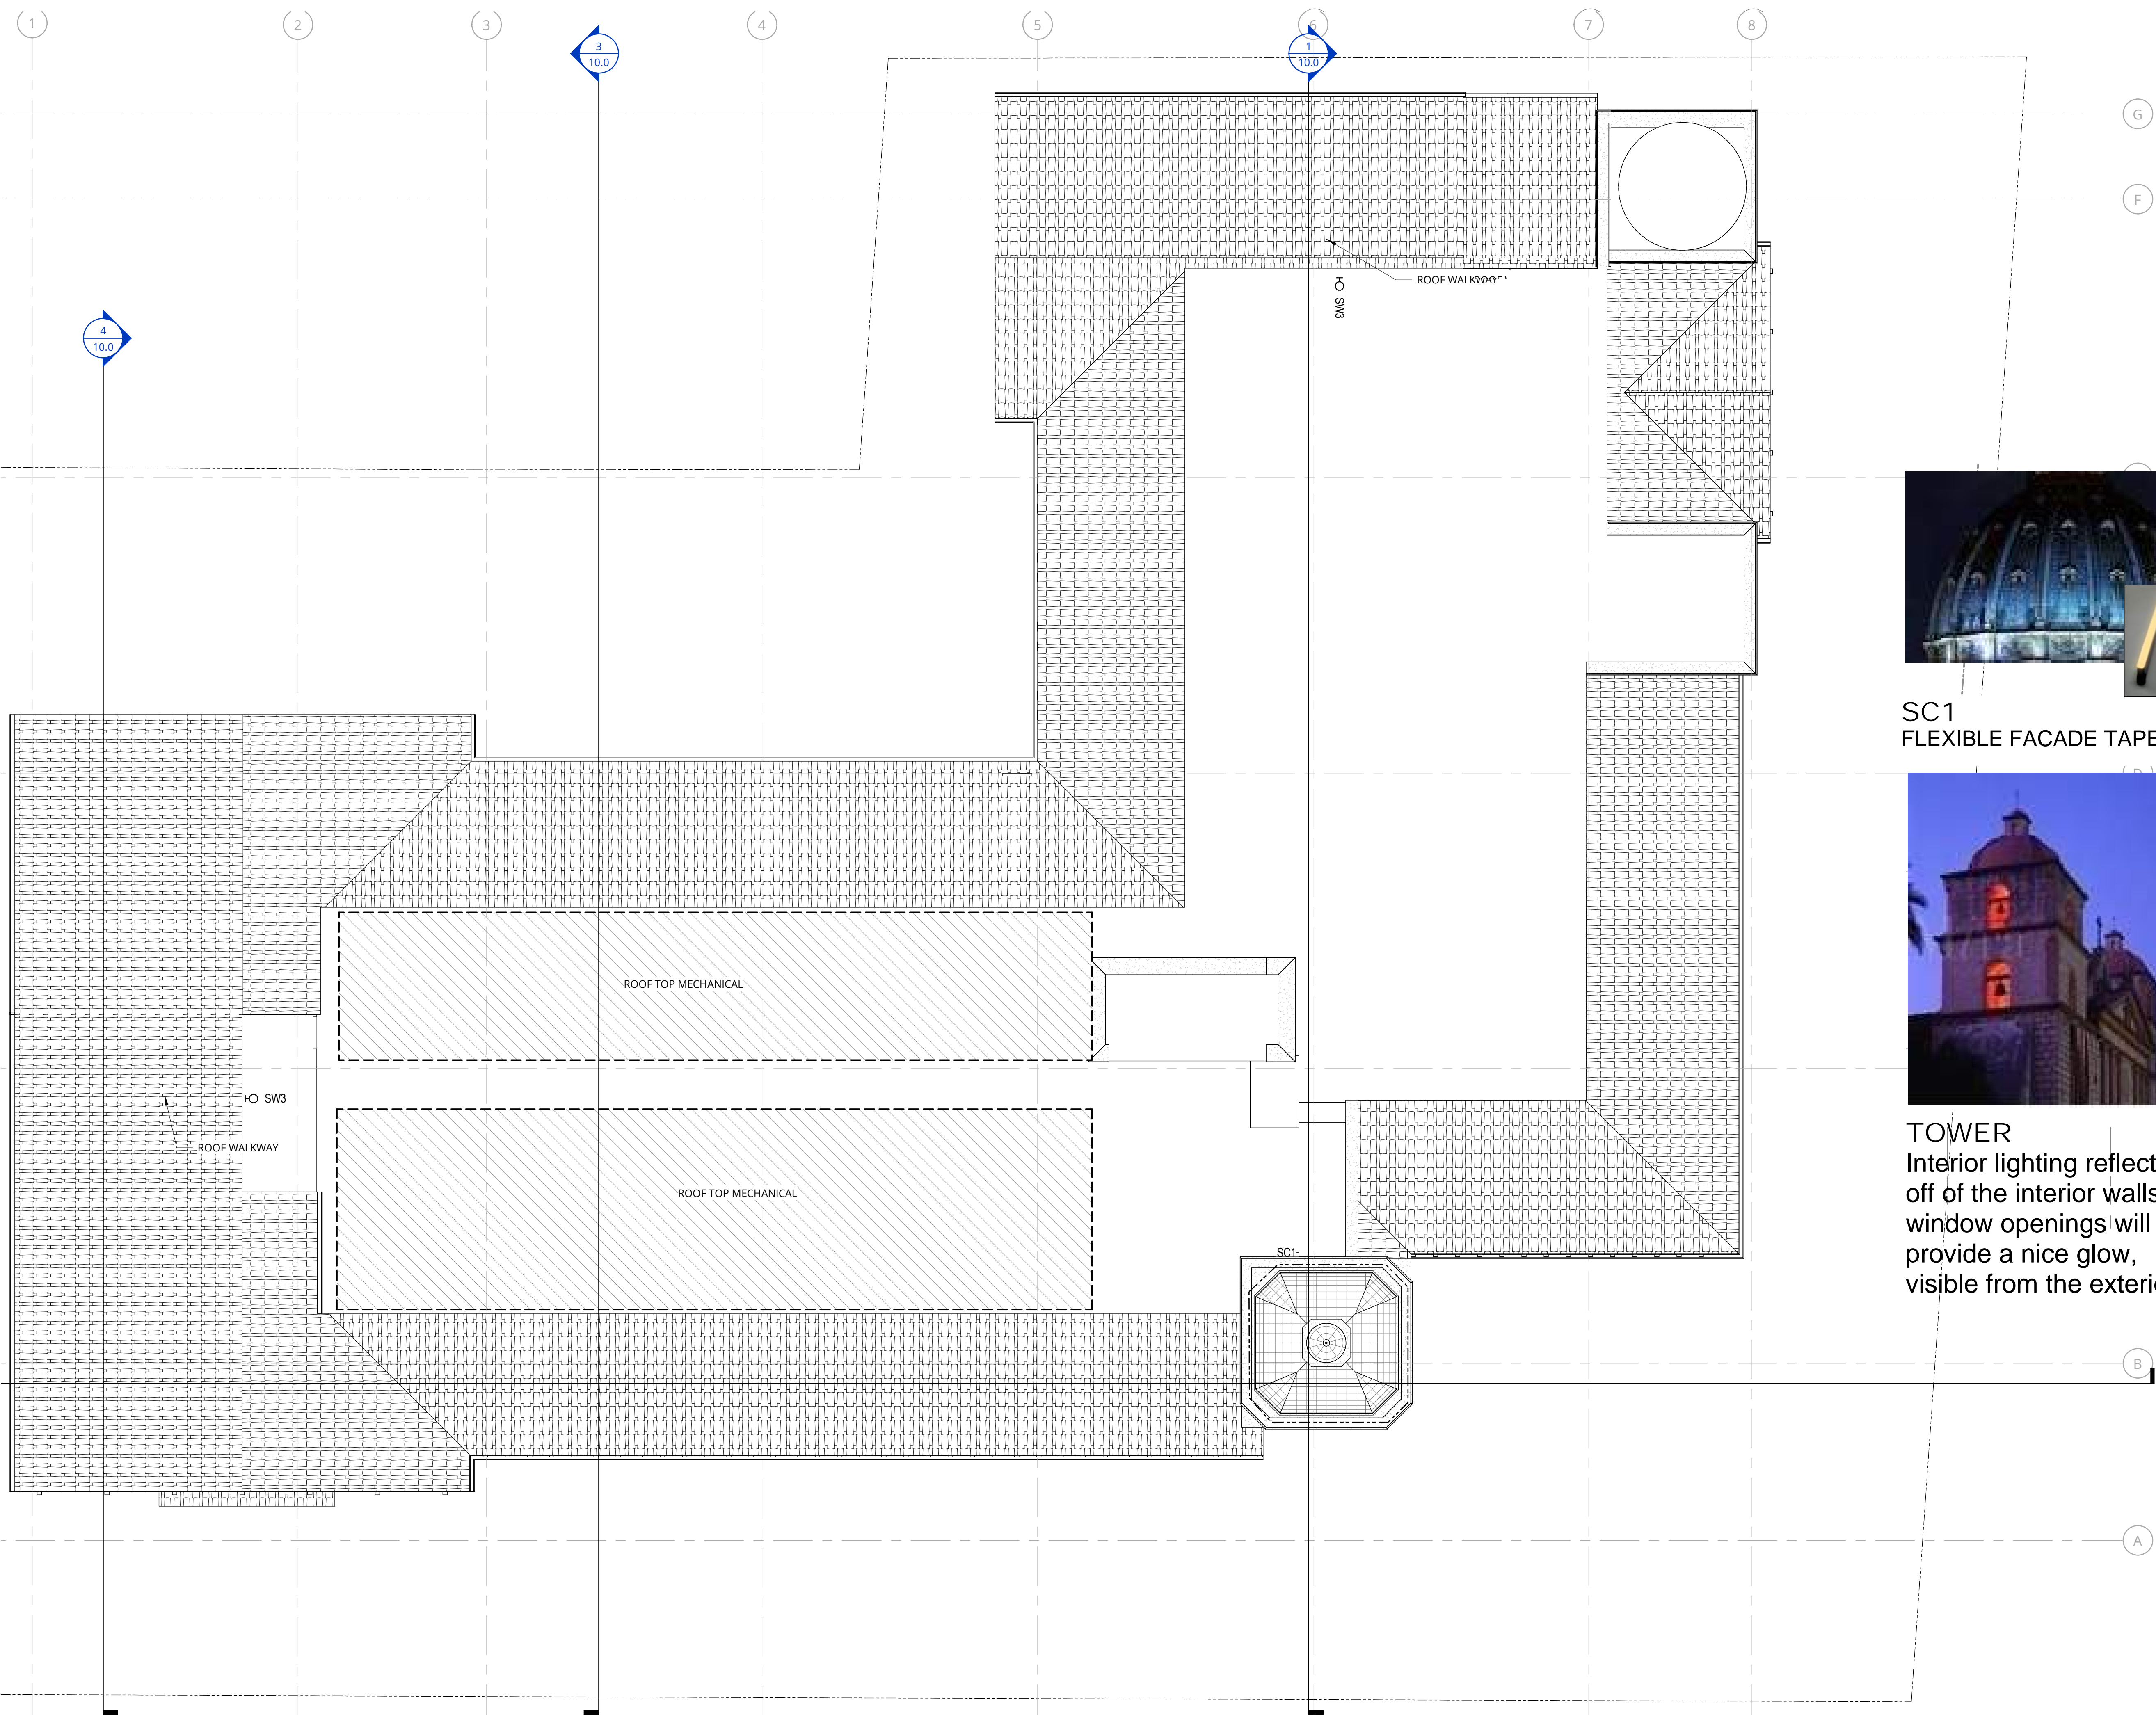 1
2
3
4
5
6
7
8
3
10.0
1
10.0
G
F
ROOF WALKWAY
SW3
4
10.0
SC1
FLEXIBLE FACADE TAPE
ROOF TOP MECHANICAL
SW3
ROOF WALKWAY
ROOF TOP MECHANICAL
TOWER
Interior lighting reflect
off of the interior walls
window openings will
provide a nice glow,
visible from the exteri
SC1
B
A